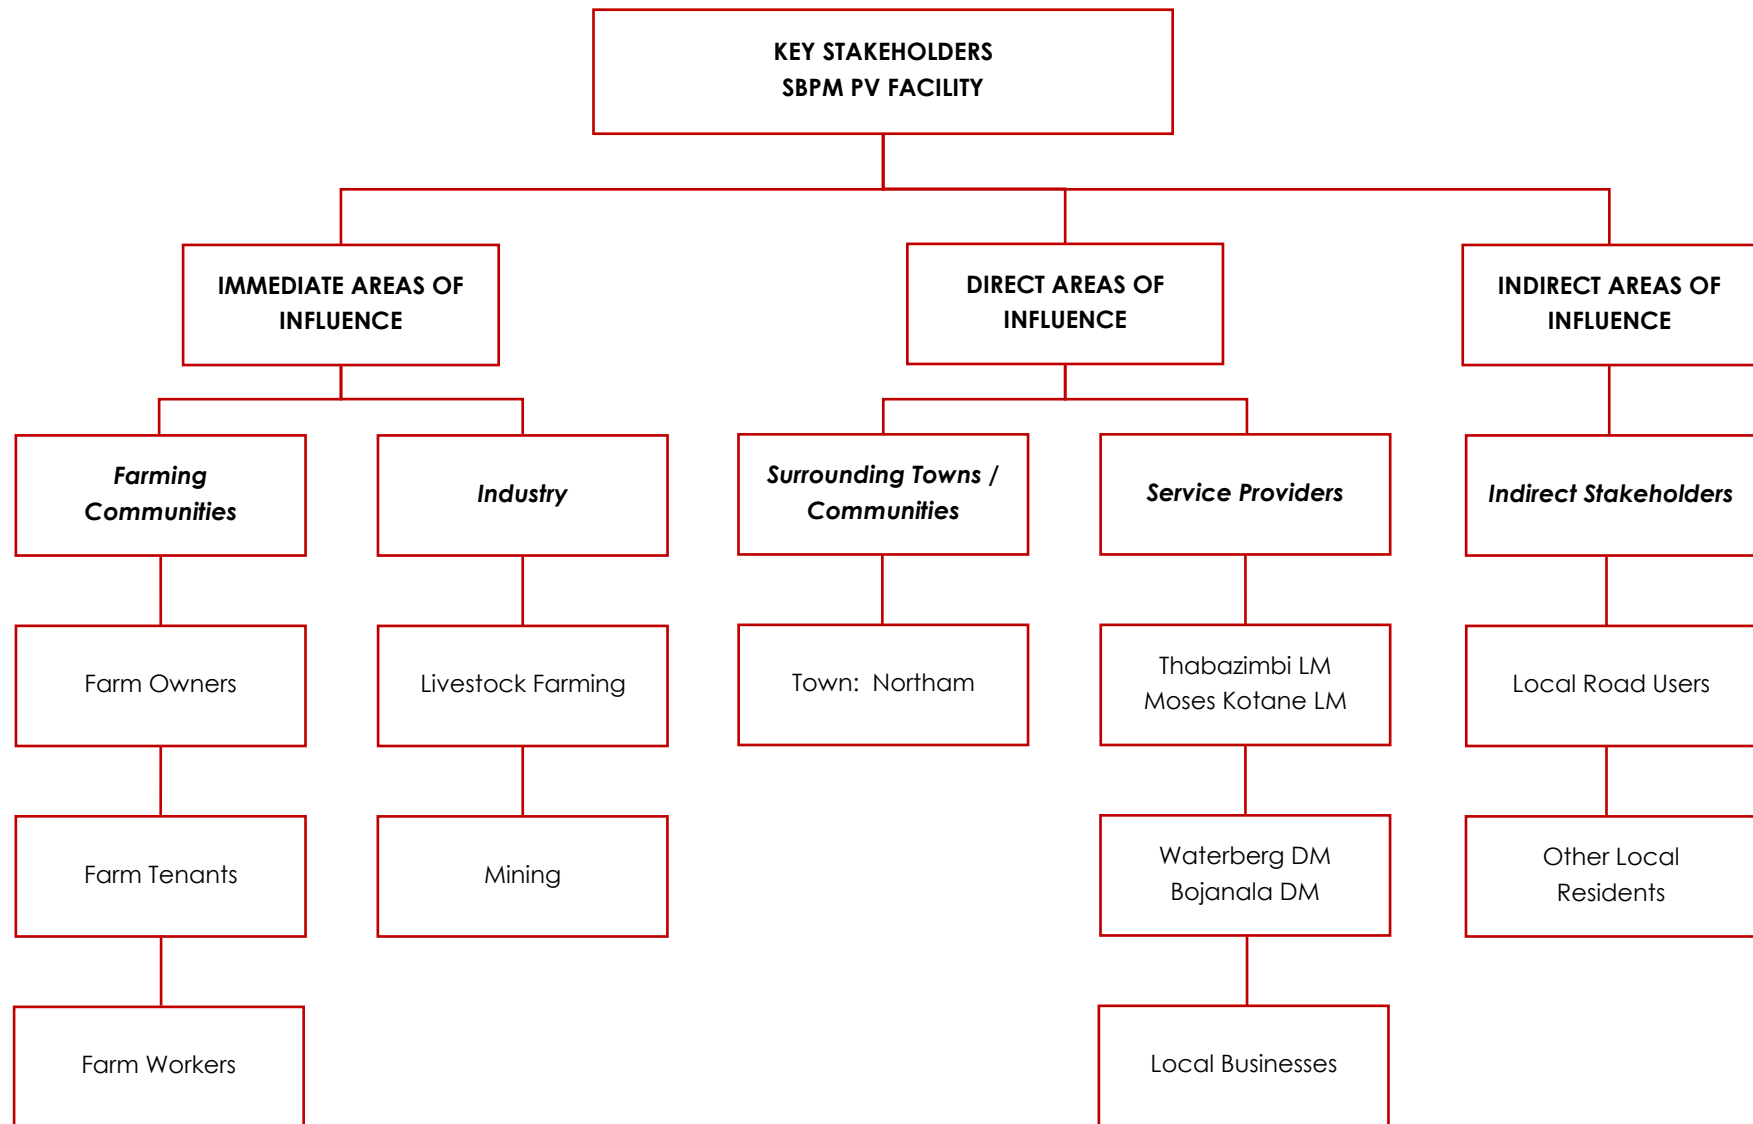 KEY STAKEHOLDERS
SBPM PV FACILITY
IMMEDIATE AREAS OF
INFLUENCE
DIRECT AREAS OF
INFLUENCE
INDIRECT AREAS OF
INFLUENCE
Farming
Communities
Industry
Surrounding Towns /
Communities
Service Providers
Indirect Stakeholders
Farm Owners
Livestock Farming
Town: Northam
Thabazimbi LM
Moses Kotane LM
Local Road Users
Farm Tenants
Mining
Waterberg DM
Bojanala DM
Other Local
Residents
Farm Workers
Local Businesses